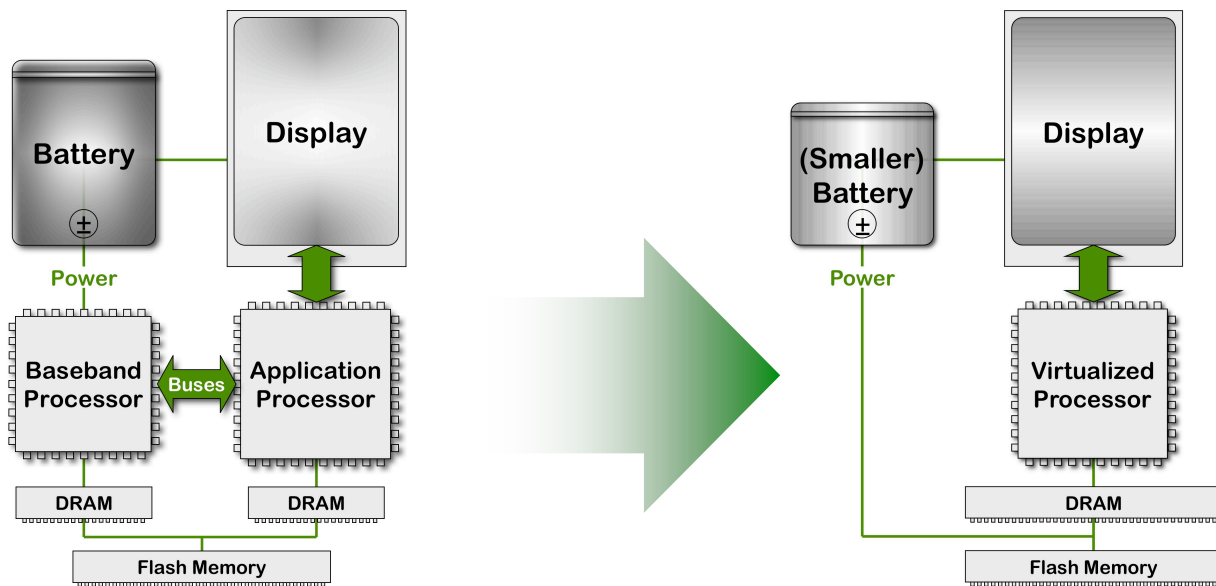 Battery
±
Display
Power
Baseband
Processor
Buses
Application
Processor
DRAM
DRAM
Flash Memory
(Smaller)
Battery
±
Display
Power
Virtualized
Processor
DRAM
Flash Memory